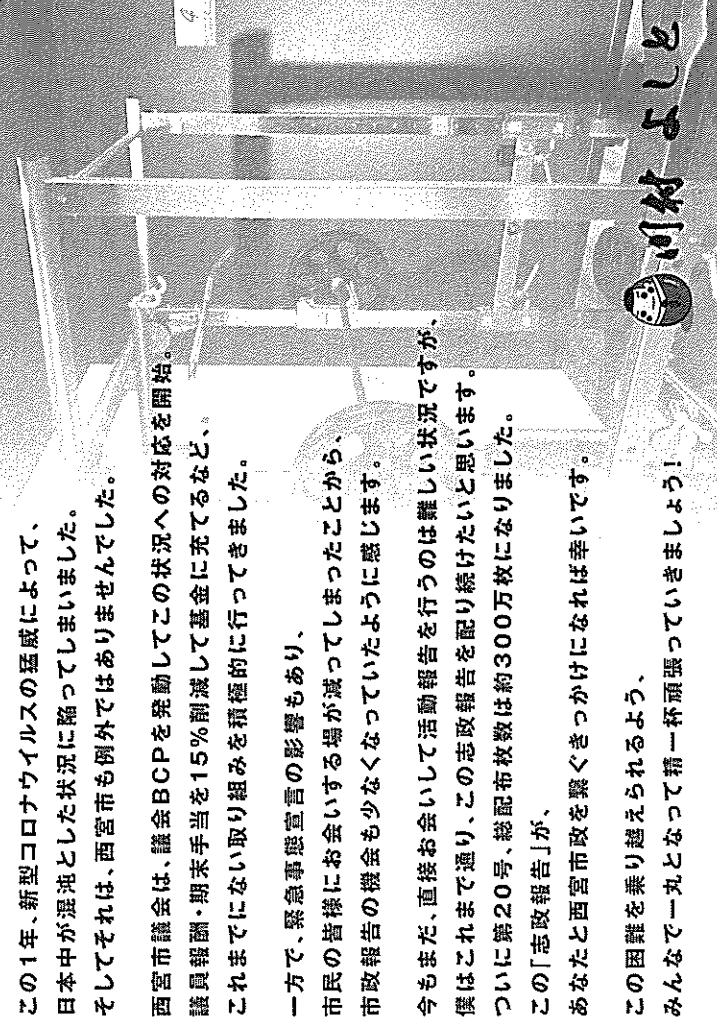 この1年、新型コロナウイルスの猛威によって、
日本中が混沌とした状況に陥ってしまいました。
そしてそれは、西宮市も例外ではありませんでした。
西宮市議会は、議会BCPを発動してこの状況への対応を開始。
議員報酬・期末手当を15%削減して基金に充てるなど、
これまでにない取り組みを積極的に行ってきました。
一方で、緊急事態宣言の影響もあり、
市民の皆様にお会いする場が減ってしまったことから、
市政報告の機会も少なくなっていたように感じます。
今もまだ、直接お会いして活動報告を行うのは難しい状況ですが、
僕はこれまで通り、この志政報告を配り続けたいと思います。
ついに第20号、総配布枚数は約300万枚になりました。
この「志政報告」が、
あなたと西宮市政を繋ぐきっかけになれば幸いです。
この困難を乗り越えられるよう、
みんなで一丸となって精一杯頑張っていきましょう!
川村よしと